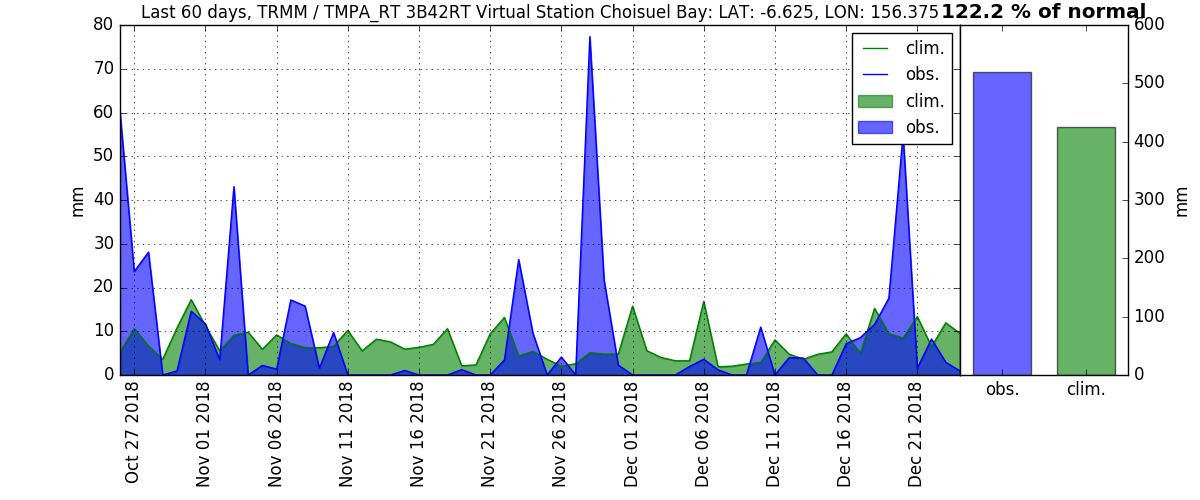 Last 60 days, TRMM / TMPA_RT 3B42RT Virtual Station Choisuel Bay: LAT: -6.625, LON: 156.375
122.2 % of normal
80
70
60
50
40
30
20
10
0
mm
clim.
obs.
clim.
obs.
Oct 27 2018
Nov 01 2018
Nov 06 2018
Nov 11 2018
Nov 16 2018
Nov 21 2018
Nov 26 2018
Dec 01 2018
Dec 06 2018
Dec 11 2018
Dec 16 2018
Dec 21 2018
600
500
400
300
200
100
0
mm
obs.
clim.